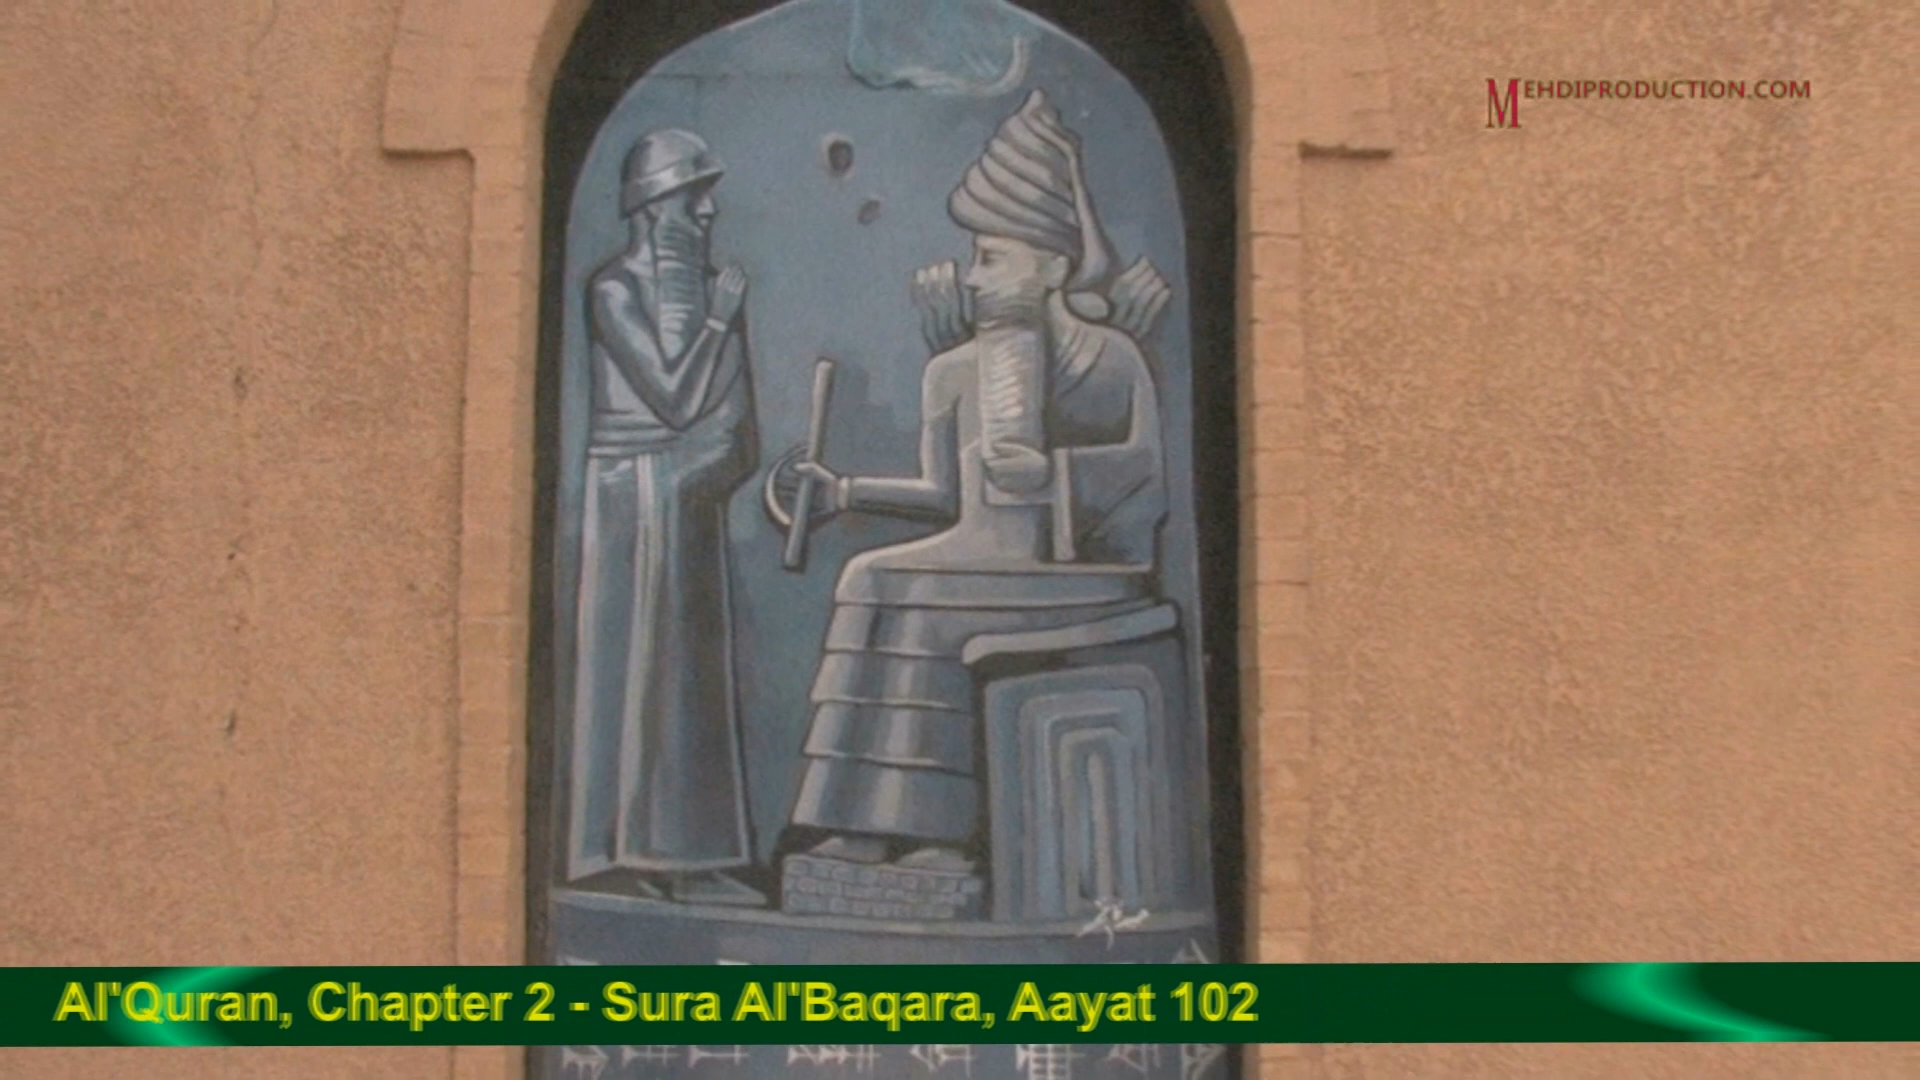 MEHDIPRODUCTION.COM
Al'Quran, Chapter 2 - Sura Al'Baqara, Aayat 102